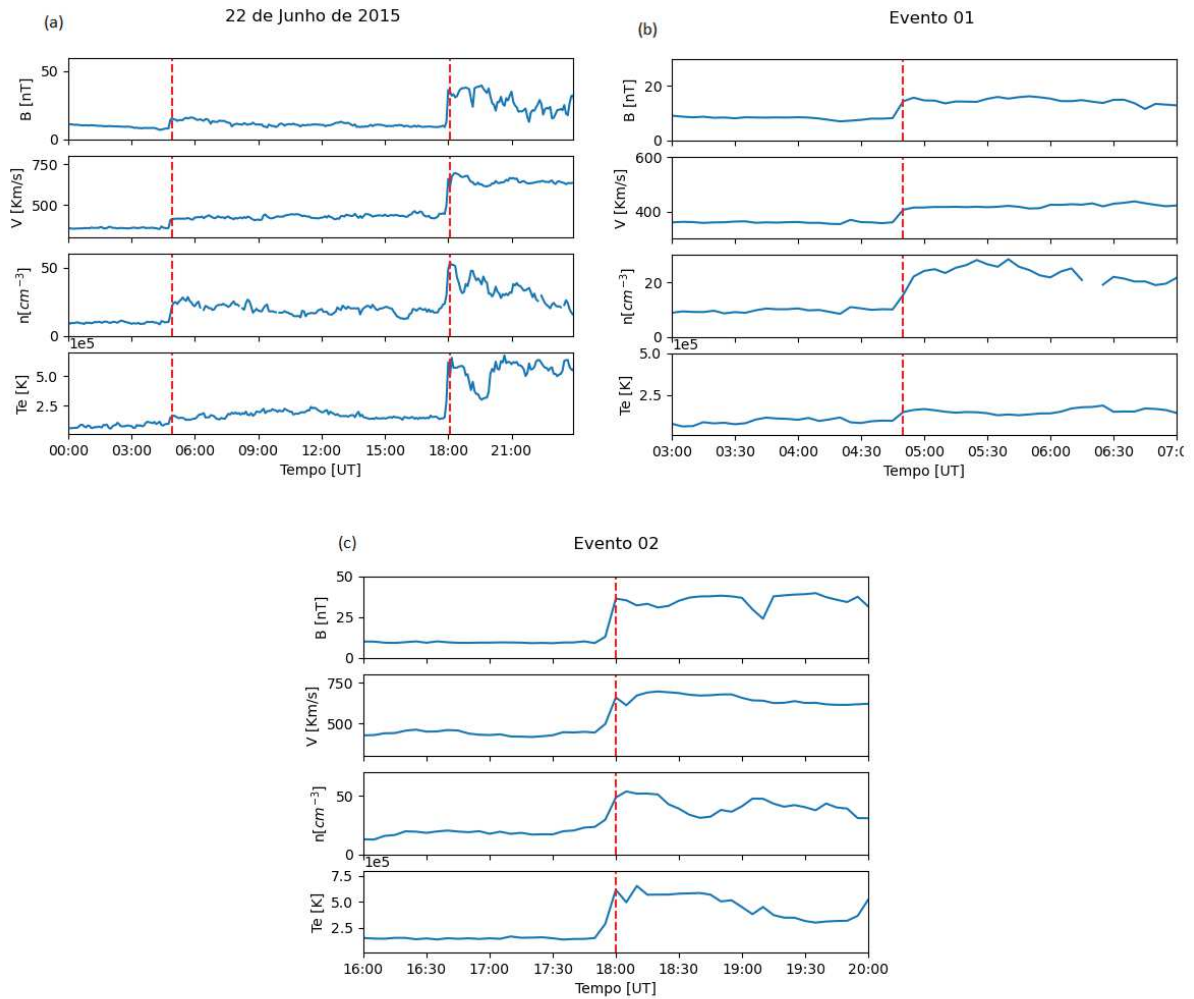 (a)
22 de Junho de 2015
B [nT]
50
0
V [Km/s]
750
500
n[cm⁻³]
50
0
1e5
Te [K]
5.0
2.5
00:00 03:00 06:00 09:00 12:00 15:00 18:00 21:00
Tempo [UT]
(b)
Evento 01
B [nT]
20
0
V [Km/s]
600
400
n[cm⁻³]
20
0
1e5
Te [K]
5.0
2.5
03:00 03:30 04:00 04:30 05:00 05:30 06:00 06:30 07:0
Tempo [UT]
(c)
Evento 02
B [nT]
50
25
0
V [Km/s]
750
500
n[cm⁻³]
50
0
1e5
Te [K]
7.5
5.0
2.5
16:00 16:30 17:00 17:30 18:00 18:30 19:00 19:30 20:00
Tempo [UT]